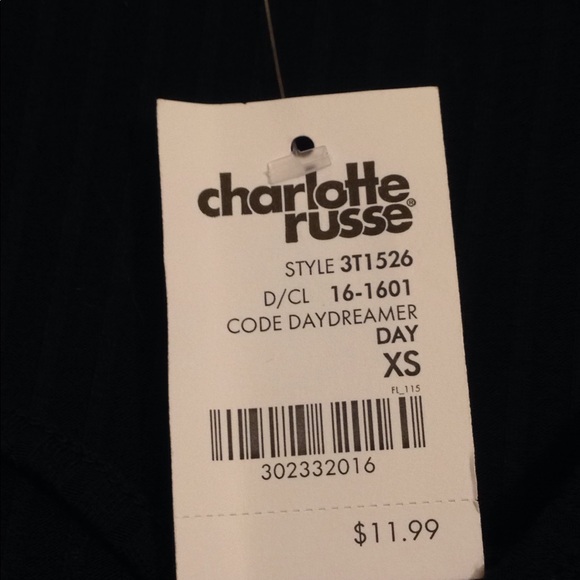 charlotte
russe®
STYLE 3T1526
D/CL 16-1601
CODE DAYDREAMER
DAY
XS
FL_115
302332016
$11.99